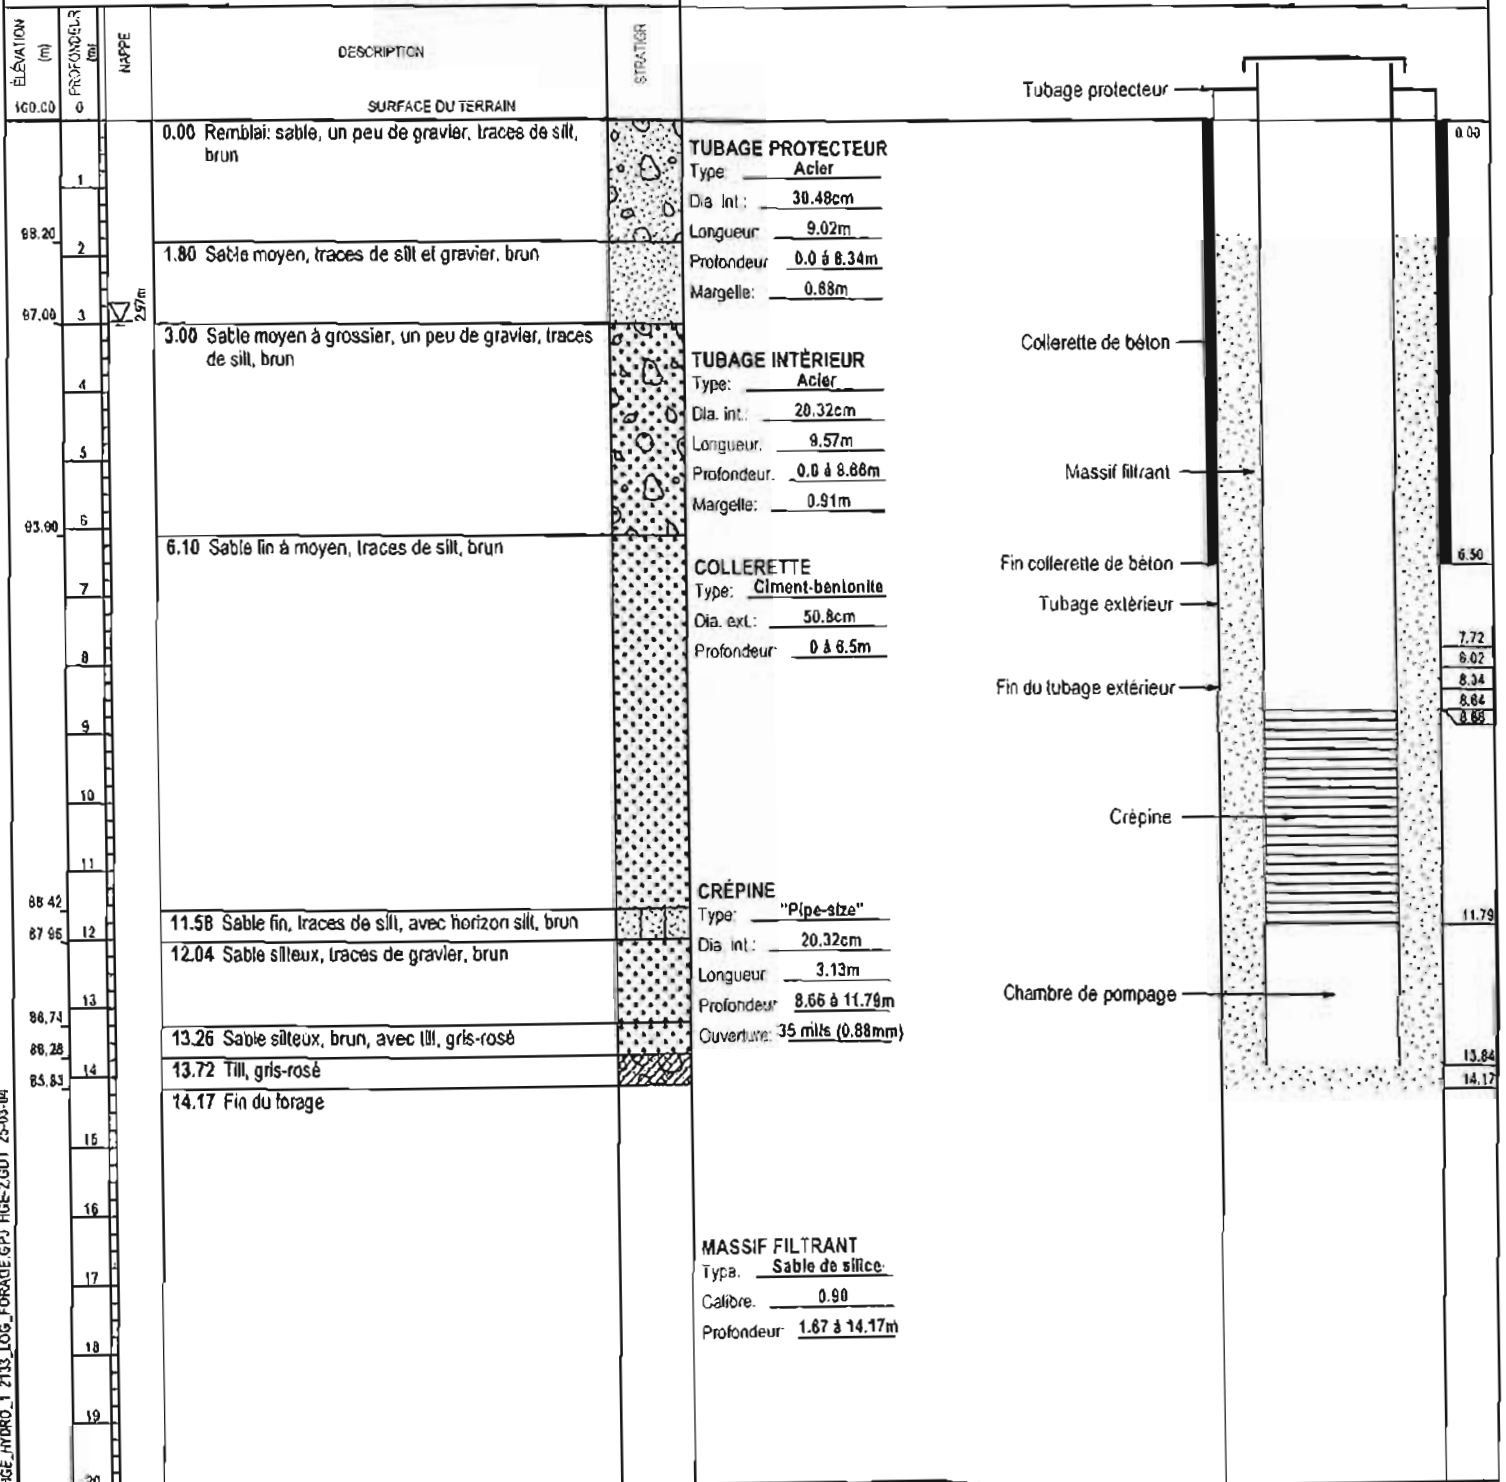 ÉLÉVATION (m)
PROFONDEUR (m)
NAPPE
DESCRIPTION
STRATIGR
100.00 0 SURFACE DU TERRAIN
0.00 Remblai: sable, un peu de gravier, traces de silt,
brun
1
98.20
2
1.80 Sable moyen, traces de silt et gravier, brun
2.97m
97.00 3
3.00 Sable moyen à grossier, un peu de gravier, traces
de silt, brun
4
5
93.90 6
6.10 Sable fin à moyen, traces de silt, brun
7
8
9
10
11
88.42
11.58 Sable fin, traces de silt, avec horizon silt, brun
87.96 12
12.04 Sable silteux, traces de gravier, brun
13
86.74
13.26 Sable silteux, brun, avec till, gris-rosé
86.28
13.72 Till, gris-rosé
14
85.83
14.17 Fin du forage
15
16
17
18
19
20
TUBAGE PROTECTEUR
Type: Acier
Dia. Int.: 30.48cm
Longueur: 9.02m
Profondeur 0.0 à 8.34m
Margelle: 0.68m
TUBAGE INTÉRIEUR
Type: Acier
Dia. int.: 20.32cm
Longueur. 9.57m
Profondeur. 0.0 à 8.66m
Margelle: 0.91m
COLLERETTE
Type: Ciment-bentonite
Dia. ext.: 50.8cm
Profondeur: 0 à 6.5m
CRÉPINE
Type: "Pipe-size"
Dia. int.: 20.32cm
Longueur 3.13m
Profondeur 8.66 à 11.79m
Ouverture: 35 mils (0.88mm)
MASSIF FILTRANT
Type. Sable de silice
Calibre. 0.90
Profondeur: 1.67 à 14.17m
Tubage protecteur
Collerette de béton
Massif filtrant
Fin collerette de béton
Tubage extérieur
Fin du tubage extérieur
Crépine
Chambre de pompage
0.00
6.50
7.72
8.02
8.34
8.64
8.66
11.79
13.84
14.17
GE_HYDRO_1 2133_LOG_FORAGE.GPJ HGE-2.GDT 25-03-04